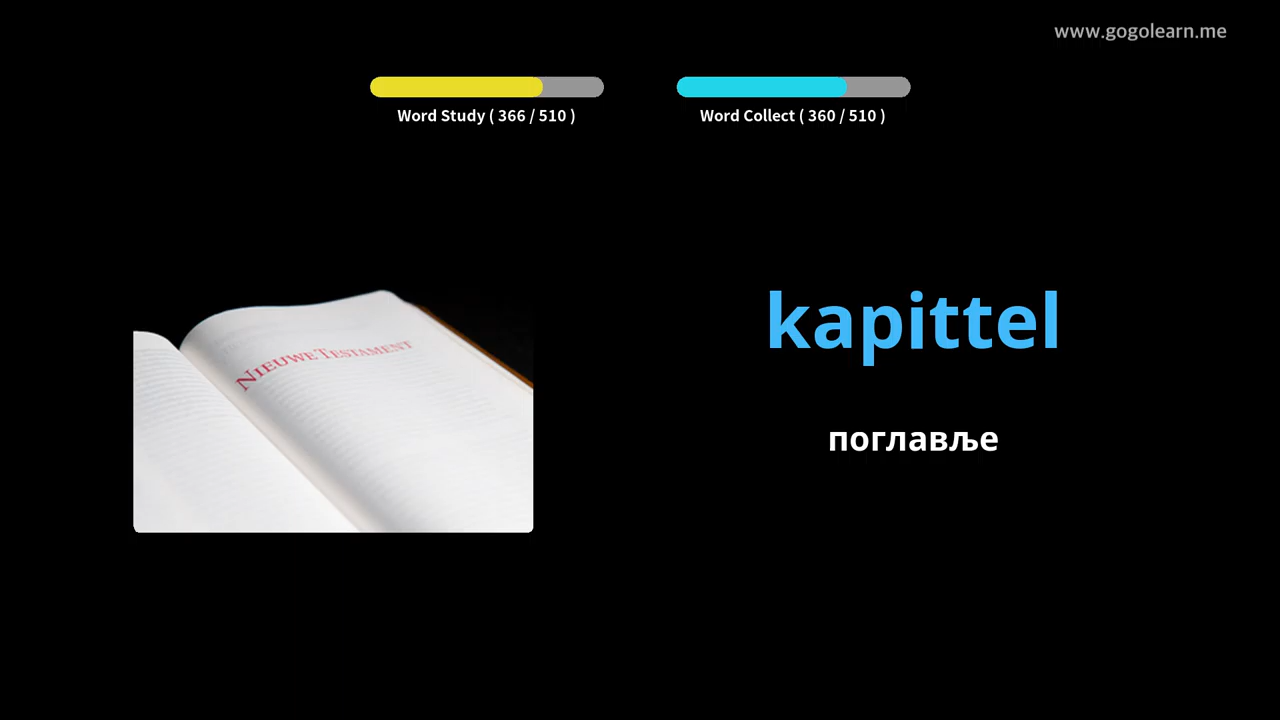 www.gogolearn.me
Word Study ( 366 / 510 )
Word Collect ( 360 / 510 )
NIEUWE TESTAMENT
kapittel
поглавље